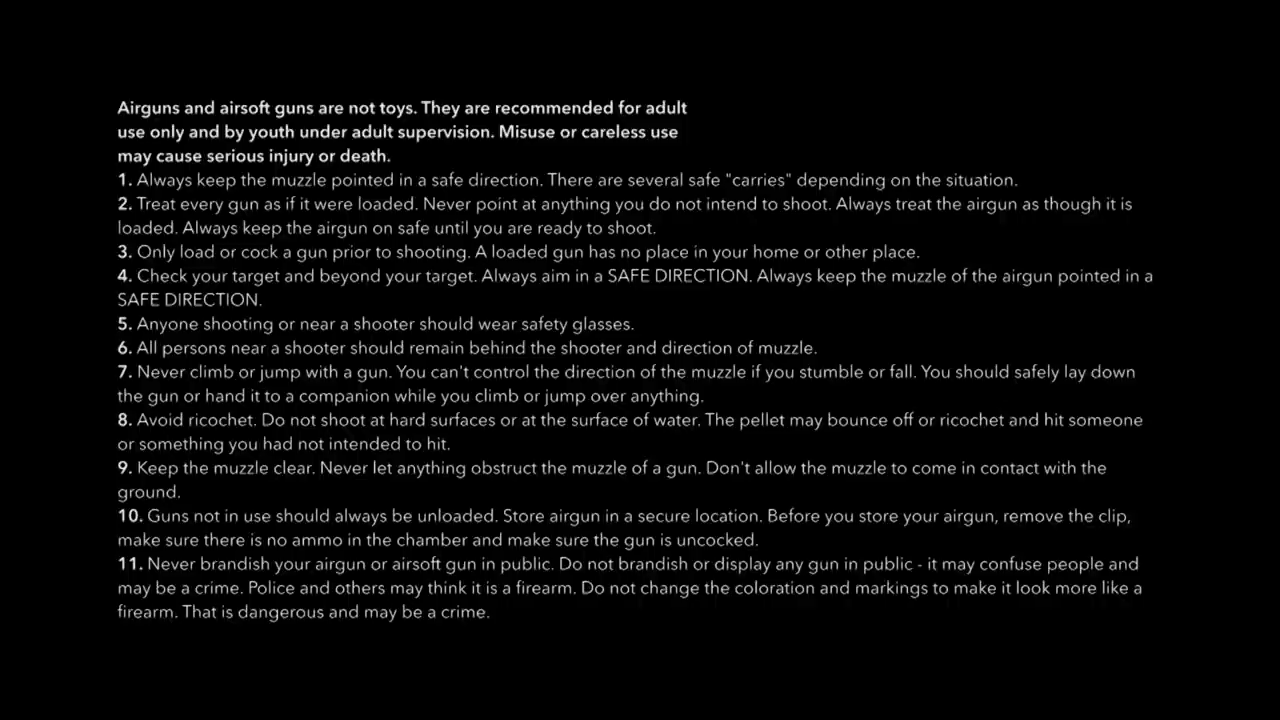 Airguns and airsoft guns are not toys. They are recommended for adult
use only and by youth under adult supervision. Misuse or careless use
may cause serious injury or death.
1. Always keep the muzzle pointed in a safe direction. There are several safe "carries" depending on the situation.
2. Treat every gun as if it were loaded. Never point at anything you do not intend to shoot. Always treat the airgun as though it is
loaded. Always keep the airgun on safe until you are ready to shoot.
3. Only load or cock a gun prior to shooting. A loaded gun has no place in your home or other place.
4. Check your target and beyond your target. Always aim in a SAFE DIRECTION. Always keep the muzzle of the airgun pointed in a
SAFE DIRECTION.
5. Anyone shooting or near a shooter should wear safety glasses.
6. All persons near a shooter should remain behind the shooter and direction of muzzle.
7. Never climb or jump with a gun. You can't control the direction of the muzzle if you stumble or fall. You should safely lay down
the gun or hand it to a companion while you climb or jump over anything.
8. Avoid ricochet. Do not shoot at hard surfaces or at the surface of water. The pellet may bounce off or ricochet and hit someone
or something you had not intended to hit.
9. Keep the muzzle clear. Never let anything obstruct the muzzle of a gun. Don't allow the muzzle to come in contact with the
ground.
10. Guns not in use should always be unloaded. Store airgun in a secure location. Before you store your airgun, remove the clip,
make sure there is no ammo in the chamber and make sure the gun is uncocked.
11. Never brandish your airgun or airsoft gun in public. Do not brandish or display any gun in public - it may confuse people and
may be a crime. Police and others may think it is a firearm. Do not change the coloration and markings to make it look more like a
firearm. That is dangerous and may be a crime.